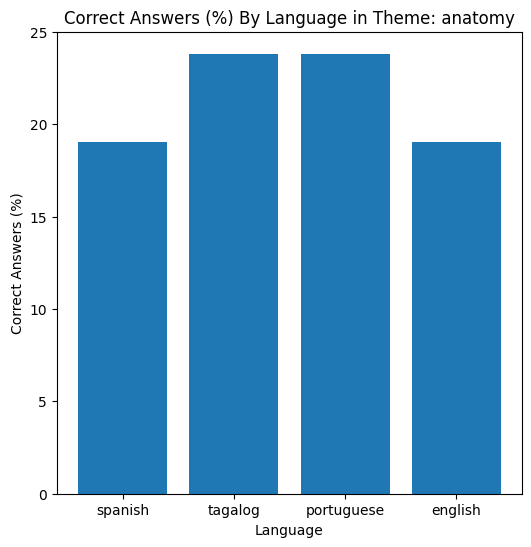 Correct Answers (%) By Language in Theme: anatomy
25
20
15
10
5
0
Correct Answers (%)
spanish tagalog portuguese english
Language